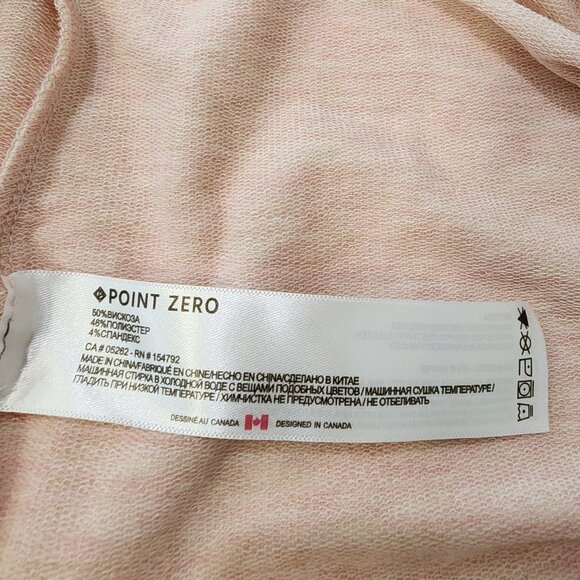 POINT ZERO
50%ВИСКОЗА
46%ПОЛИЭСТЕР
4%СПАНДЕКС
CA # 05262 - RN # 154792
MADE IN CHINA/FABRIQUÉ EN CHINE/HECHO EN CHINA/СДЕЛАНО В КИТАЕ
МАШИННАЯ СТИРКА В ХОЛОДНОЙ ВОДЕ С ВЕЩАМИ ПОДОБНЫХ ЦВЕТОВ / МАШИННАЯ СУШКА ТЕМПЕРАТУРЕ /
ГЛАДИТЬ ПРИ НИЗКОЙ ТЕМПЕРАТУРЕ / ХИМЧИСТКА НЕ ПРЕДУСМОТРЕНА / НЕ ОТБЕЛИВАТЬ
DESSINÉ AU CANADA DESIGNED IN CANADA